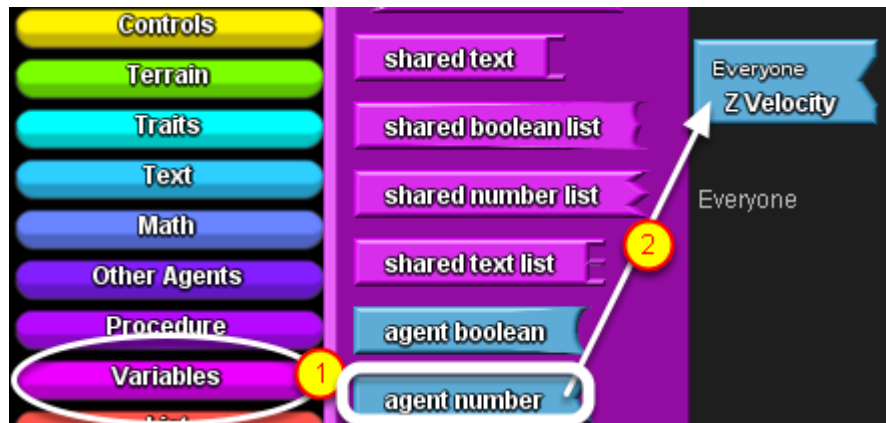 Controls
Terrain
Traits
Text
Math
Other Agents
Procedure
Variables
List
1
shared text
shared boolean list
shared number list
shared text list
agent boolean
agent number
2
Everyone
Z Velocity
Everyone